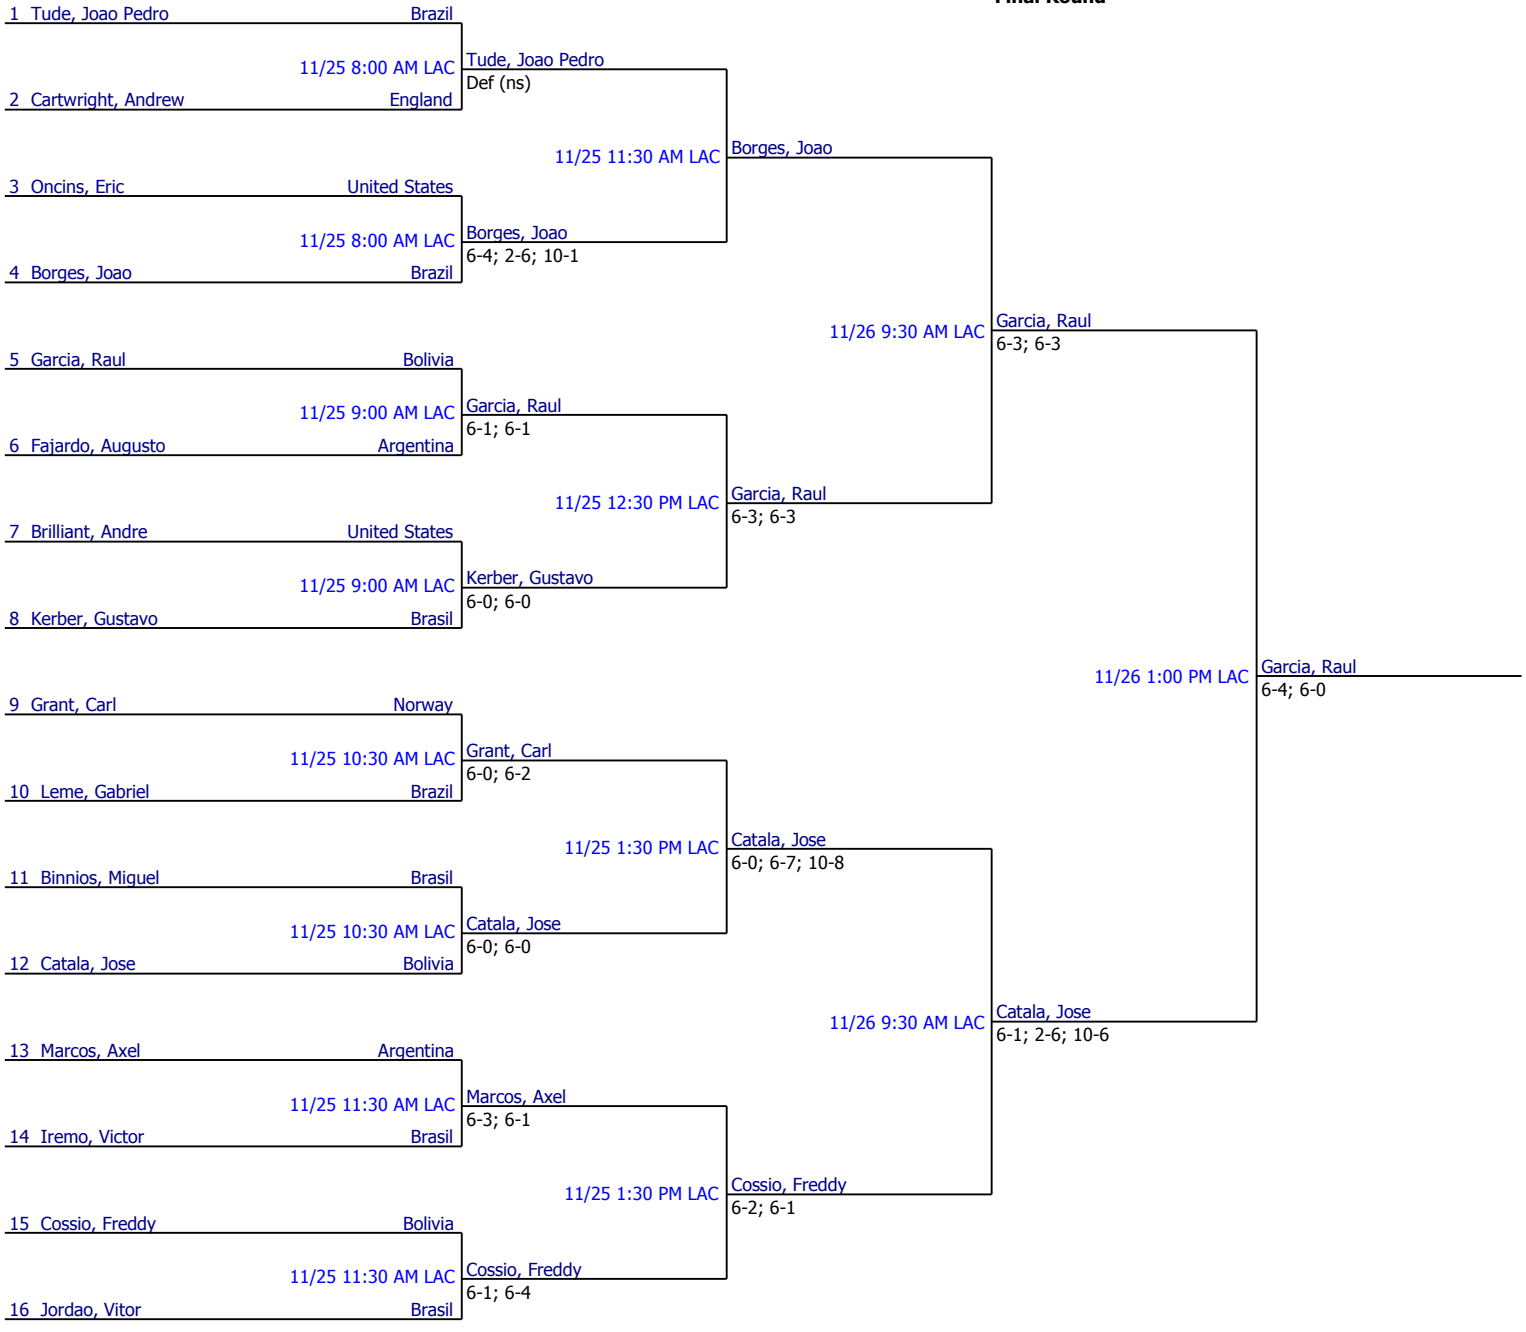 Final Round
1 Tude, Joao Pedro Brazil
11/25 8:00 AM LAC
Tude, Joao Pedro
Def (ns)
2 Cartwright, Andrew England
11/25 11:30 AM LAC
Borges, Joao
3 Oncins, Eric United States
11/25 8:00 AM LAC
Borges, Joao
6-4; 2-6; 10-1
4 Borges, Joao Brazil
11/26 9:30 AM LAC
Garcia, Raul
6-3; 6-3
5 Garcia, Raul Bolivia
11/25 9:00 AM LAC
Garcia, Raul
6-1; 6-1
6 Fajardo, Augusto Argentina
11/25 12:30 PM LAC
Garcia, Raul
6-3; 6-3
7 Brilliant, Andre United States
11/25 9:00 AM LAC
Kerber, Gustavo
6-0; 6-0
8 Kerber, Gustavo Brasil
11/26 1:00 PM LAC
Garcia, Raul
6-4; 6-0
9 Grant, Carl Norway
11/25 10:30 AM LAC
Grant, Carl
6-0; 6-2
10 Leme, Gabriel Brazil
11/25 1:30 PM LAC
Catala, Jose
6-0; 6-7; 10-8
11 Binnios, Miguel Brasil
11/25 10:30 AM LAC
Catala, Jose
6-0; 6-0
12 Catala, Jose Bolivia
11/26 9:30 AM LAC
Catala, Jose
6-1; 2-6; 10-6
13 Marcos, Axel Argentina
11/25 11:30 AM LAC
Marcos, Axel
6-3; 6-1
14 Iremo, Victor Brasil
11/25 1:30 PM LAC
Cossio, Freddy
6-2; 6-1
15 Cossio, Freddy Bolivia
11/25 11:30 AM LAC
Cossio, Freddy
6-1; 6-4
16 Jordao, Vitor Brasil